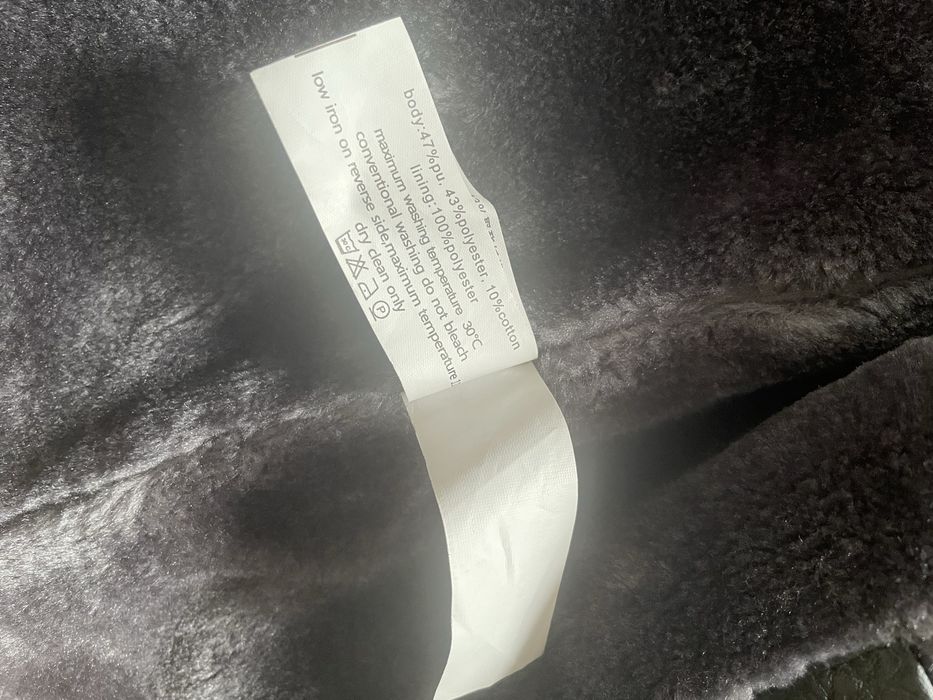 body:47%pu, 43%polyester, 10%cotton
lining:100%polyester
maximum washing temperature 30°C
conventional washing do not bleach
low iron on reverse side,maximum temperature
dry clean only
30°C
P